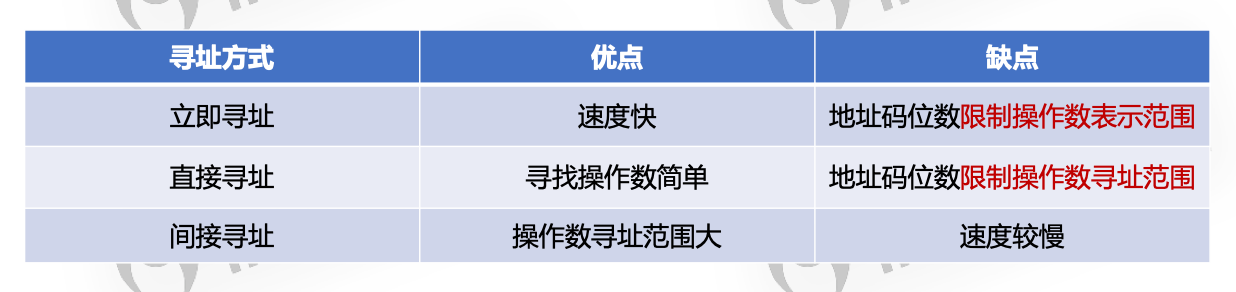 寻址方式 优点 缺点
立即寻址 速度快 地址码位数限制操作数表示范围
直接寻址 寻找操作数简单 地址码位数限制操作数寻址范围
间接寻址 操作数寻址范围大 速度较慢